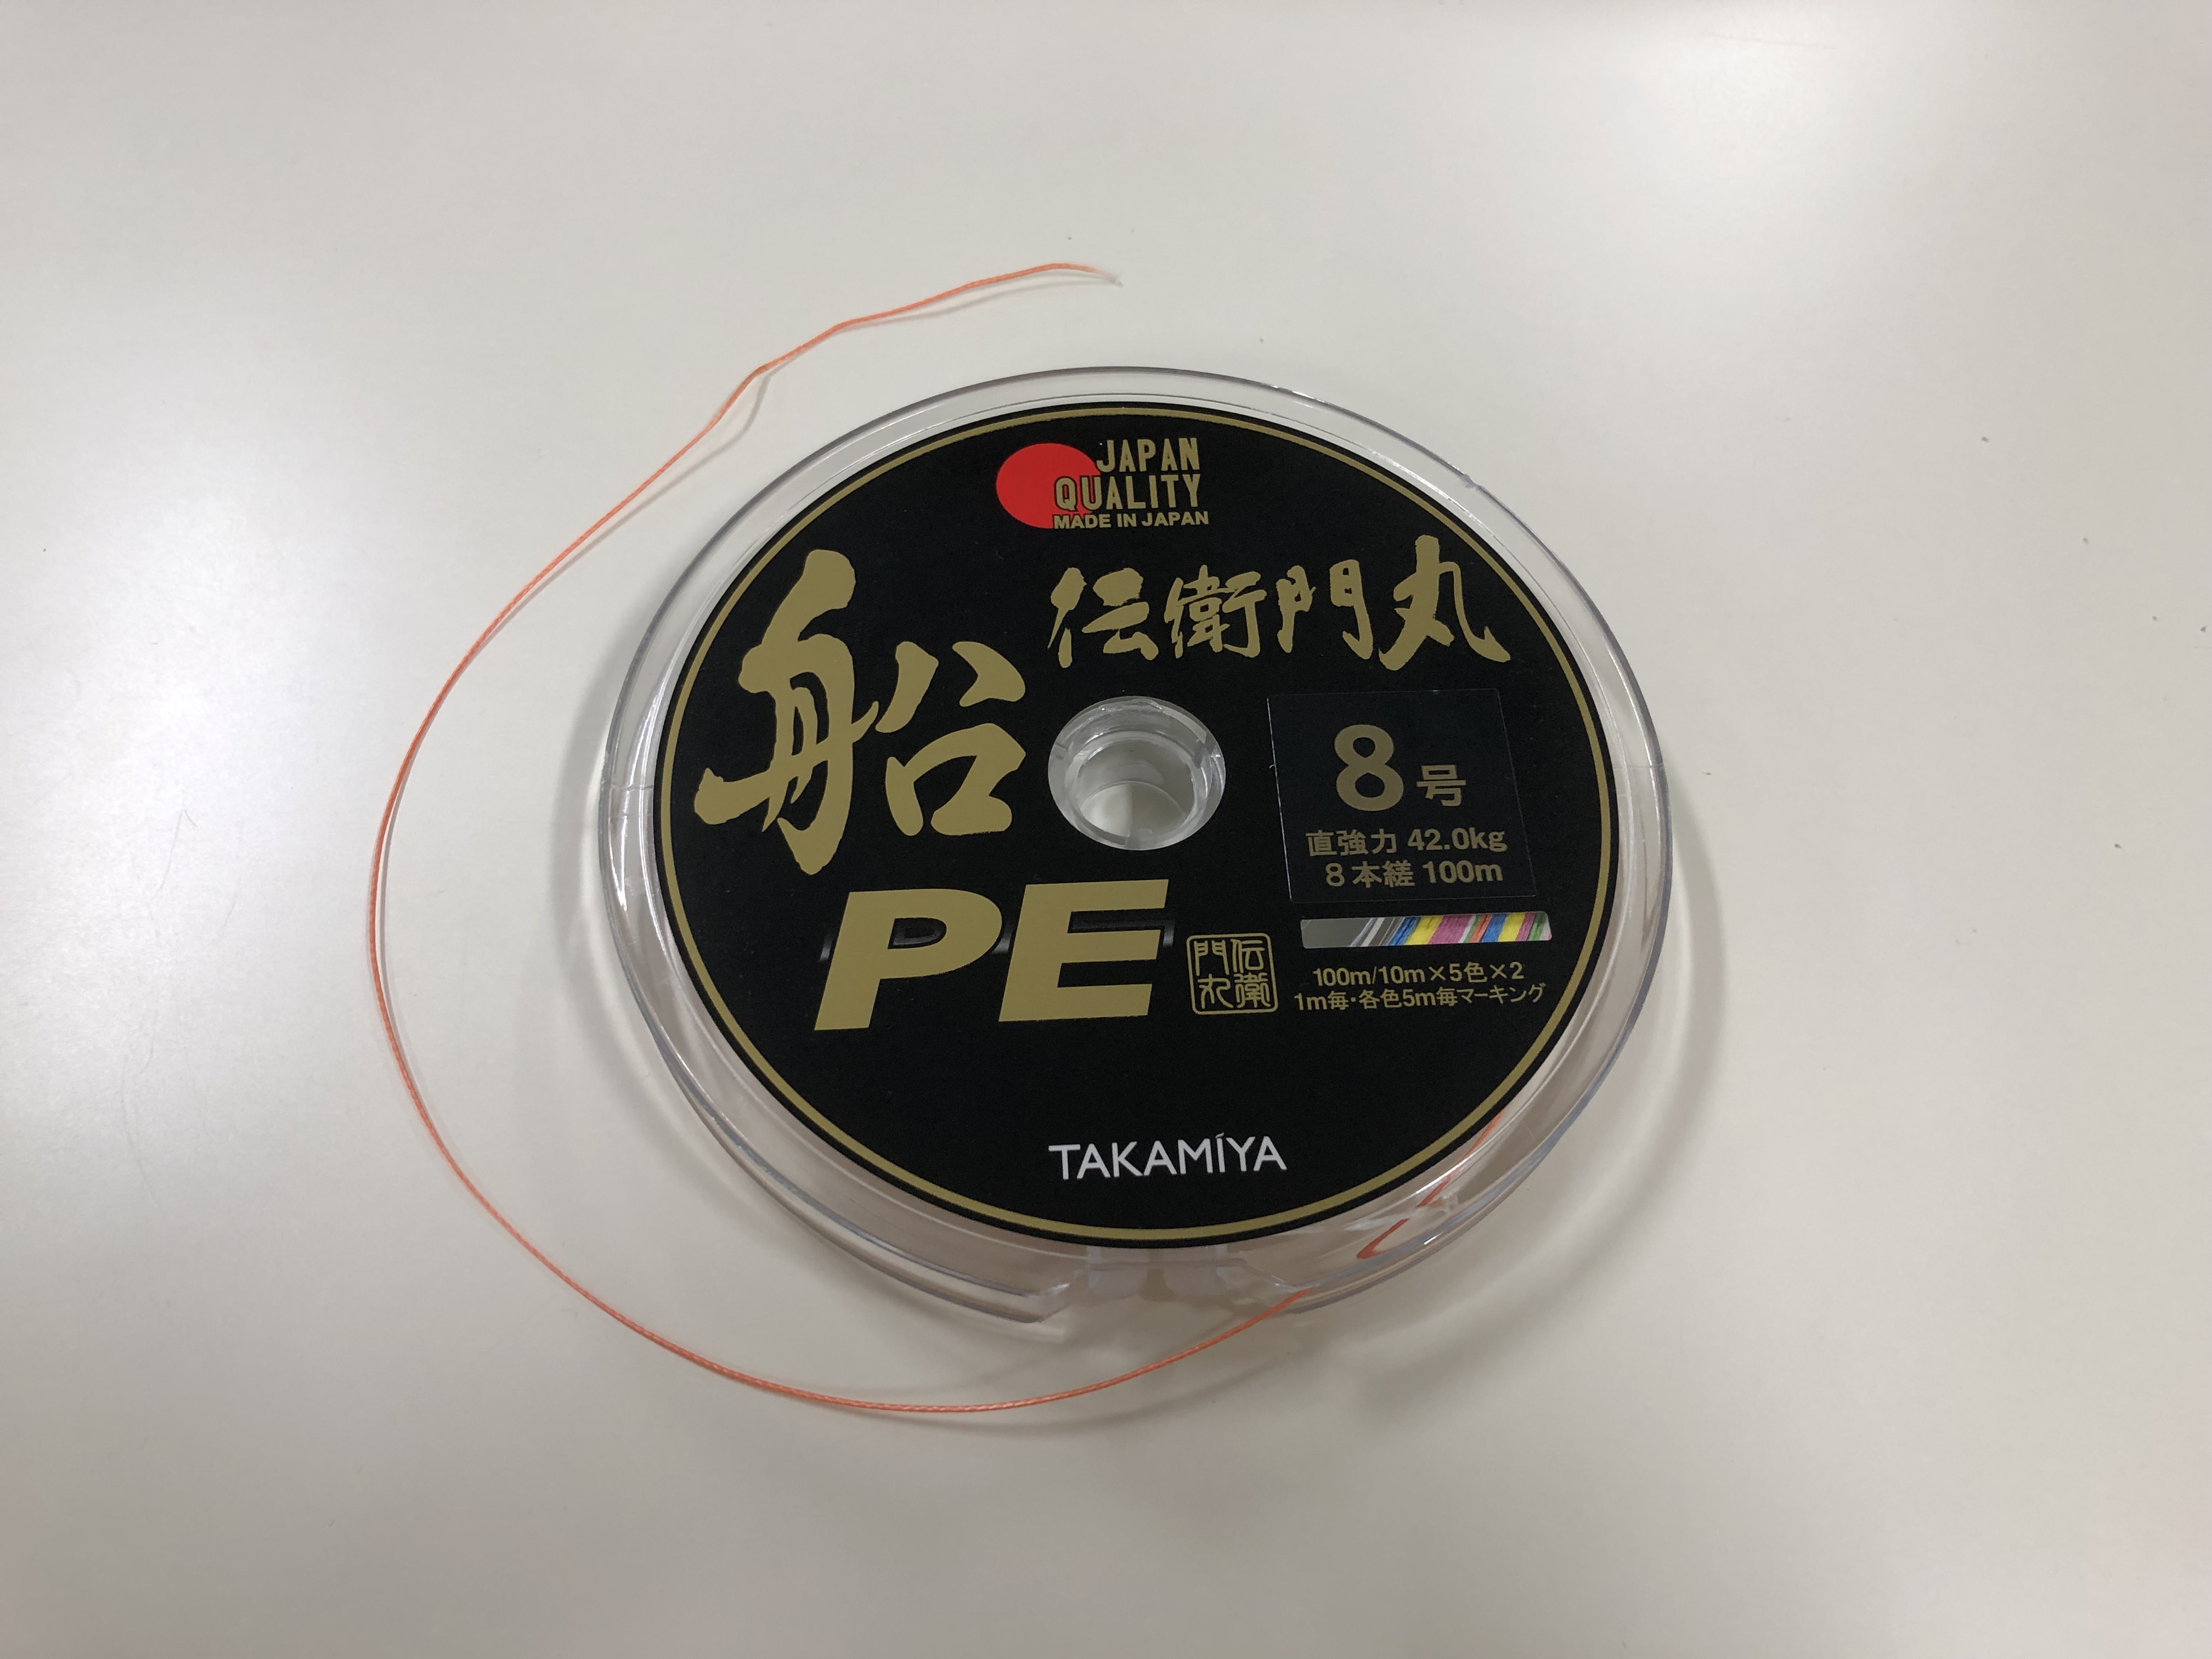 JAPAN
QUALITY
MADE IN JAPAN
伝衛門丸
船
PE
8号
直強力 42.0kg
8本縒 100m
伝衛
門丸
100m/10m×5色×2
1m毎・各色5m毎マーキング
TAKAMÍYA